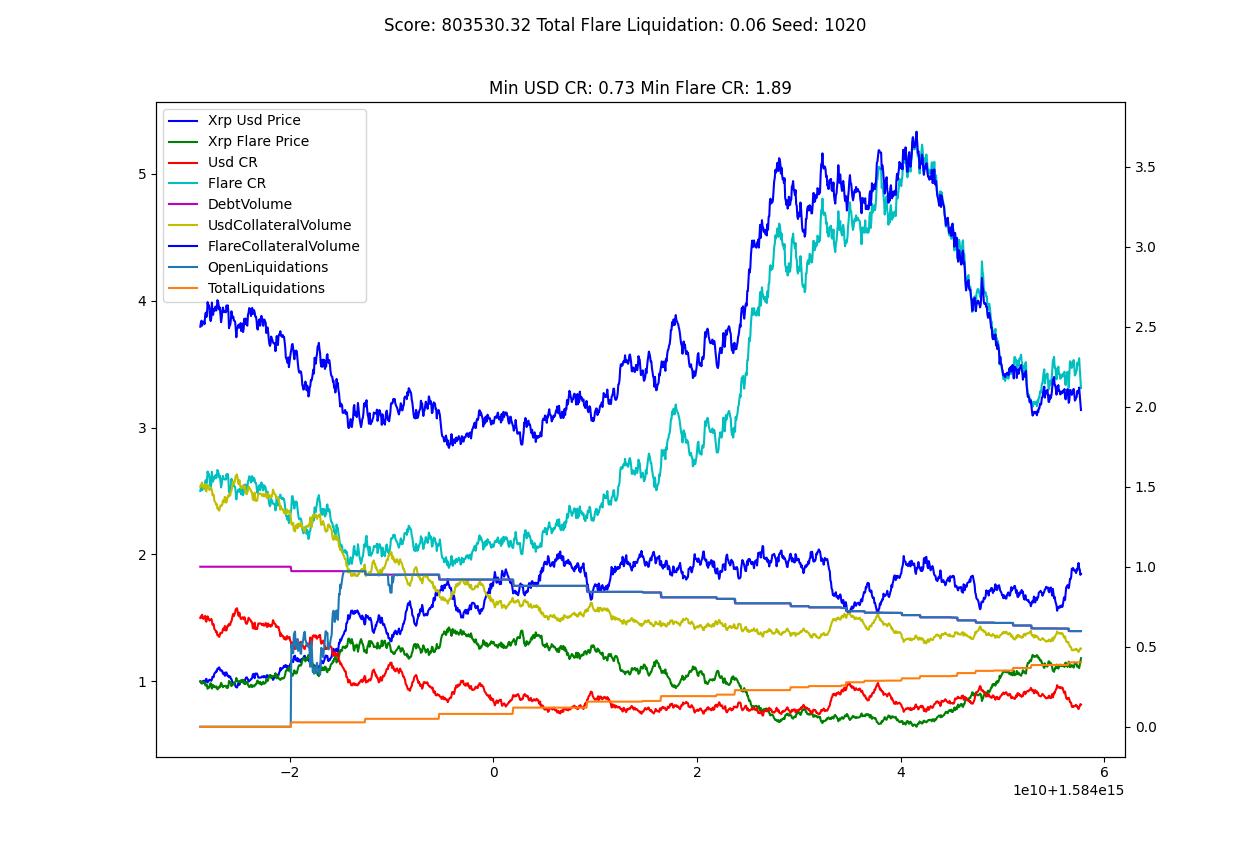 Score: 803530.32 Total Flare Liquidation: 0.06 Seed: 1020
Min USD CR: 0.73 Min Flare CR: 1.89
Xrp Usd Price
Xrp Flare Price
Usd CR
Flare CR
DebtVolume
UsdCollateralVolume
FlareCollateralVolume
OpenLiquidations
TotalLiquidations
5
4
3
2
1
3.5
3.0
2.5
2.0
1.5
1.0
0.5
0.0
−2
0
2
4
6
1e10+1.584e15